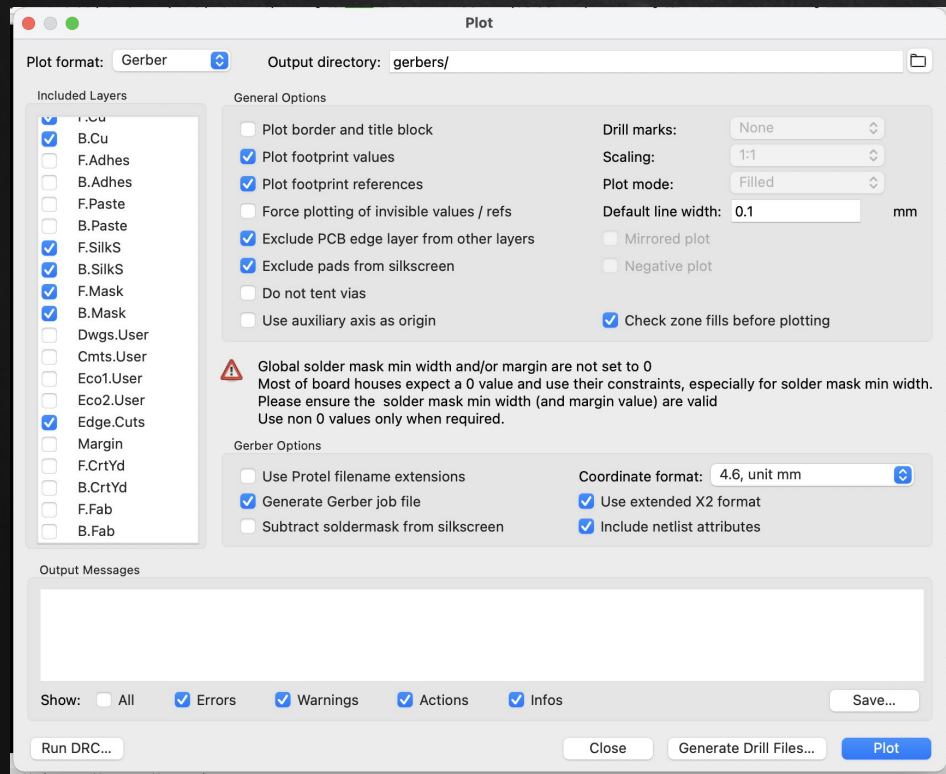 Plot
Plot format: Gerber Output directory: gerbers/
Included Layers
F.Cu
B.Cu
F.Adhes
B.Adhes
F.Paste
B.Paste
F.SilkS
B.SilkS
F.Mask
B.Mask
Dwgs.User
Cmts.User
Eco1.User
Eco2.User
Edge.Cuts
Margin
F.CrtYd
B.CrtYd
F.Fab
B.Fab
General Options
Plot border and title block
Plot footprint values
Plot footprint references
Force plotting of invisible values / refs
Exclude PCB edge layer from other layers
Exclude pads from silkscreen
Do not tent vias
Use auxiliary axis as origin
Drill marks: None
Scaling: 1:1
Plot mode: Filled
Default line width: 0.1 mm
Mirrored plot
Negative plot
Check zone fills before plotting
Global solder mask min width and/or margin are not set to 0
Most of board houses expect a 0 value and use their constraints, especially for solder mask min width.
Please ensure the  solder mask min width (and margin value) are valid
Use non 0 values only when required.
Gerber Options
Use Protel filename extensions
Generate Gerber job file
Subtract soldermask from silkscreen
Coordinate format: 4.6, unit mm
Use extended X2 format
Include netlist attributes
Output Messages
Show: All Errors Warnings Actions Infos Save...
Run DRC... Close Generate Drill Files... Plot